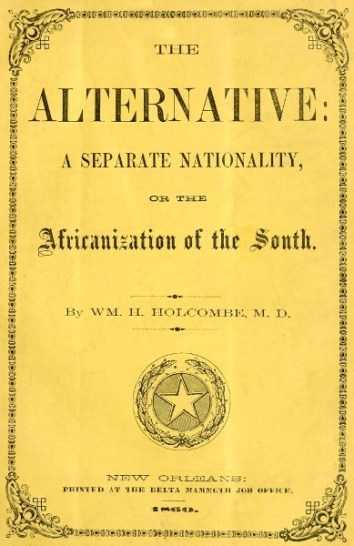 THE
ALTERNATIVE:
A SEPARATE NATIONALITY,
OR THE
Africanization of the South.
By WM. H. HOLCOMBE, M. D.
NEW ORLEANS:
PRINTED AT THE DELTA MAMMOTH JOB OFFICE.
1860.